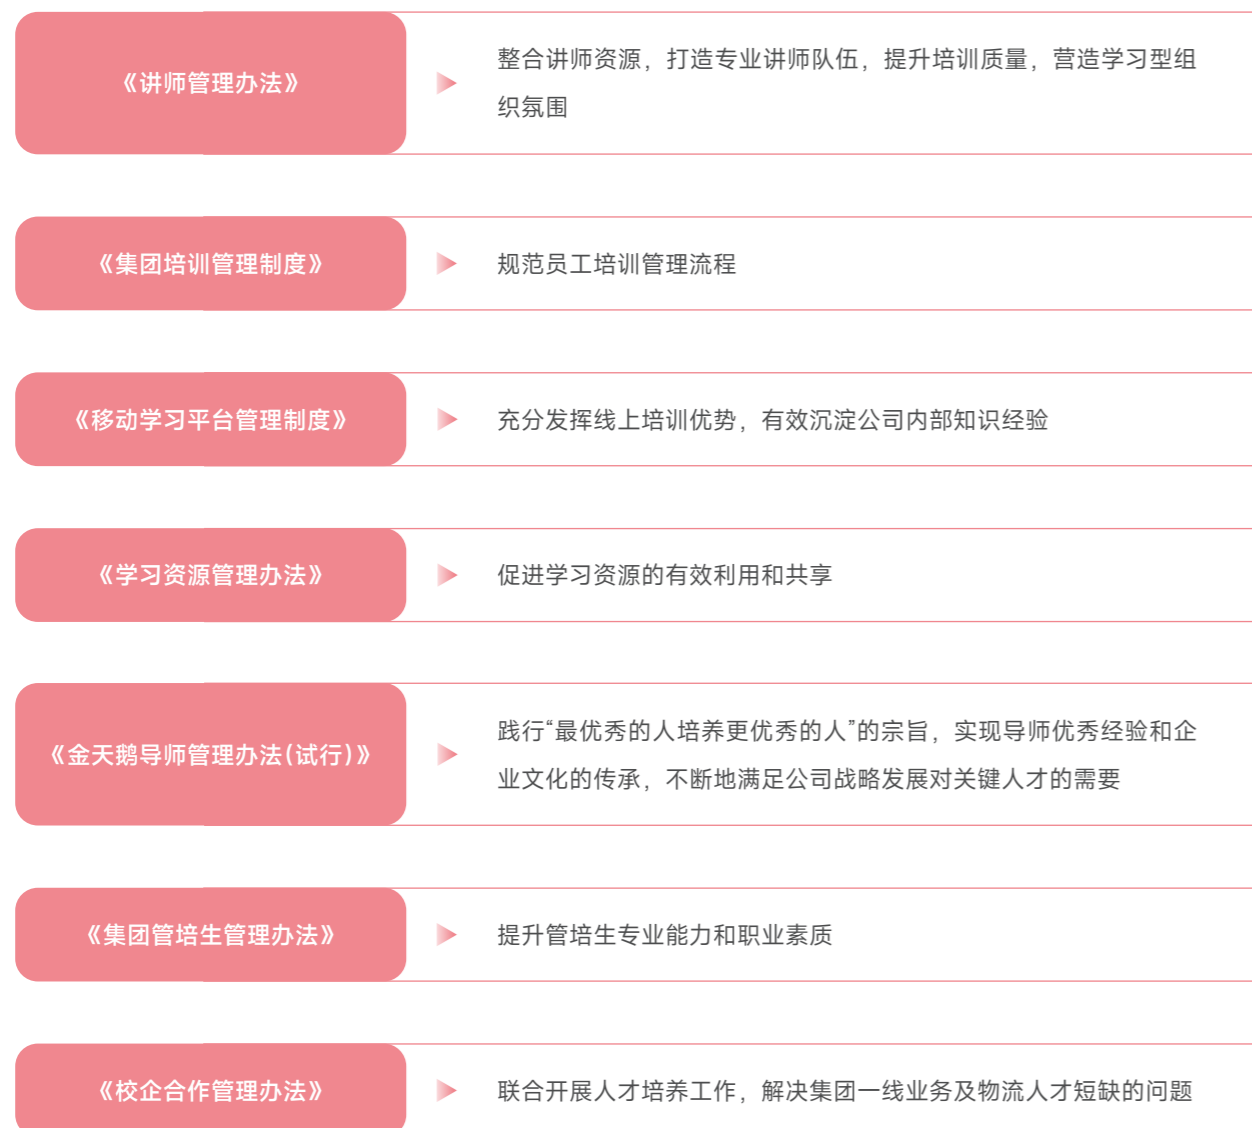 《讲师管理办法》
整合讲师资源，打造专业讲师队伍，提升培训质量，营造学习型组
织氛围
《集团培训管理制度》
规范员工培训管理流程
《移动学习平台管理制度》
充分发挥线上培训优势，有效沉淀公司内部知识经验
《学习资源管理办法》
促进学习资源的有效利用和共享
《金天鹅导师管理办法(试行)》
践行“最优秀的人培养更优秀的人”的宗旨，实现导师优秀经验和企
业文化的传承，不断地满足公司战略发展对关键人才的需要
《集团管培生管理办法》
提升管培生专业能力和职业素质
《校企合作管理办法》
联合开展人才培养工作，解决集团一线业务及物流人才短缺的问题